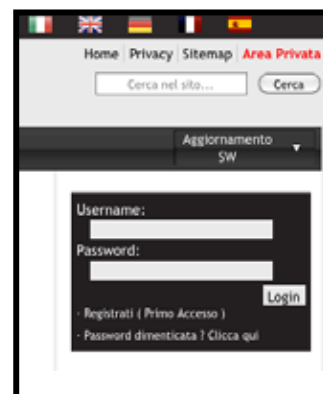 Home Privacy Sitemap Area Privata
Cerca nel sito... Cerca
Aggiornamento
SW
Username:
Password:
Login
- Registrati ( Primo Accesso )
- Password dimenticata ? Clicca qui